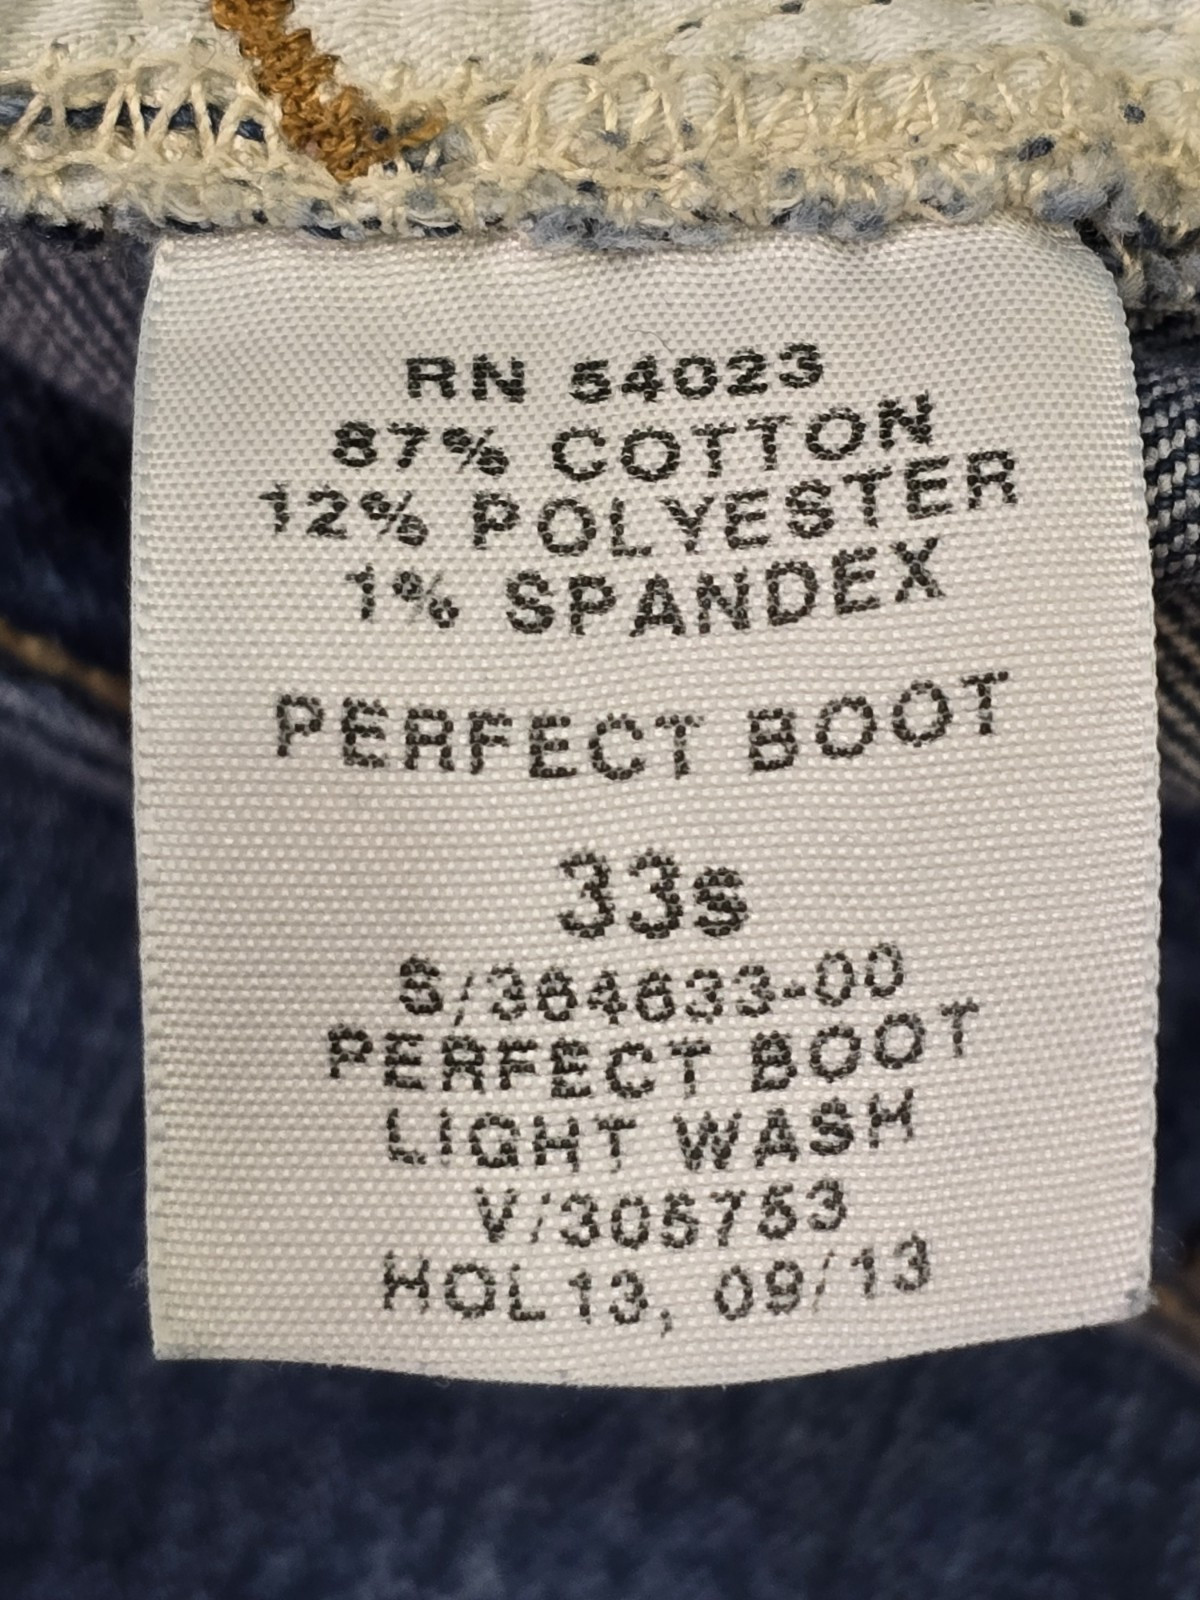 RN 54023
87% COTTON
12% POLYESTER
1% SPANDEX
PERFECT BOOT
33s
S/364633-00
PERFECT BOOT
LIGHT WASH
V/305753
HOL13, 09/13